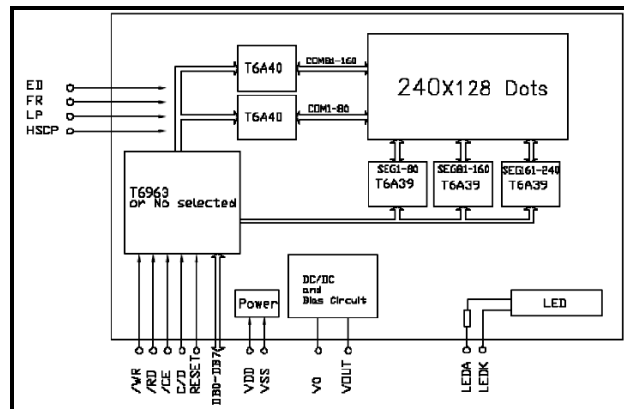 T6A40
COM81-160
240X128 Dots
ED
FR
LP
HSCP
T6A40
COM1-80
SEG1-80
T6A39
SEG81-160
T6A39
SEG161-240
T6A39
T6963
or No selected
DC/DC
and
Bias Circuit
Power
LED
/WR
/RD
/CE
C/D
RESET
DB0-DB7
VDD
VSS
VO
VOUT
LEDA
LEDK